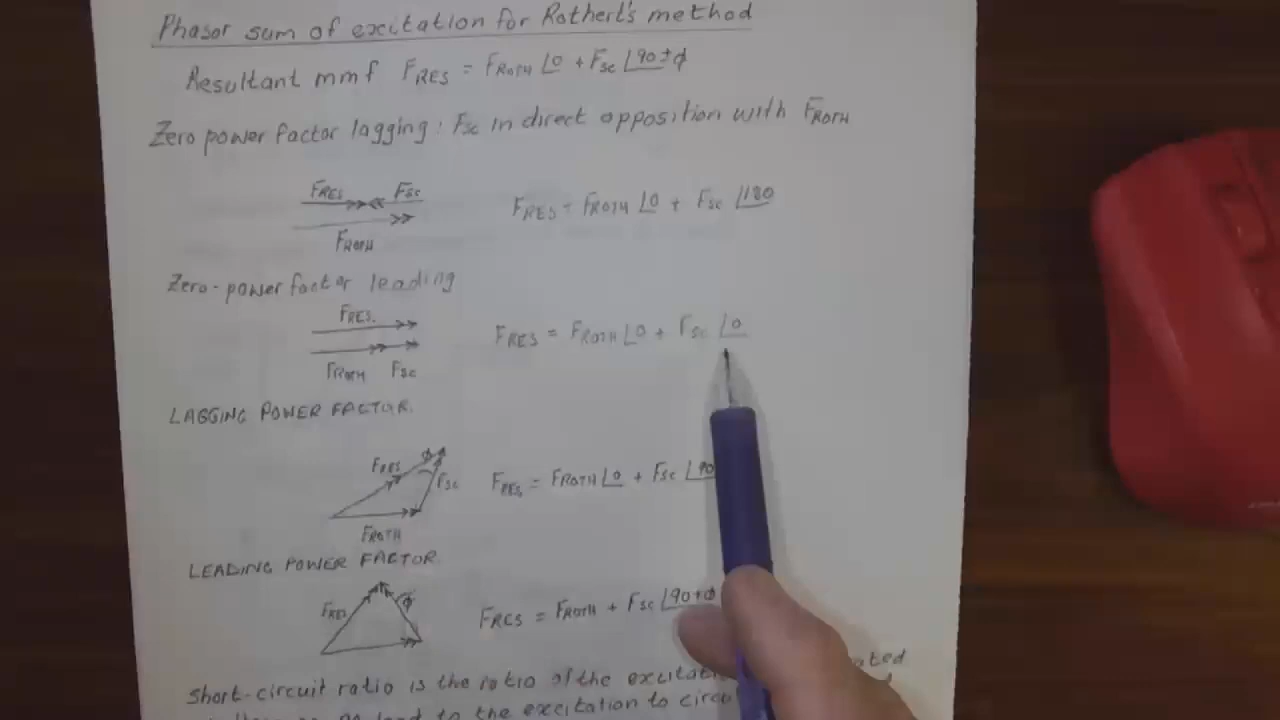 Phasor sum of excitation for Rothert's method
Resultant mmf FRES = FROTH ∠0 + FSC ∠90±ϕ
Zero power factor lagging: FSC in direct opposition with FROTH
FRES FSC
FROTH
FRES = FROTH ∠0 + FSC ∠180
Zero-power factor leading
FRES.
FROTH FSC
FRES = FROTH ∠0 + FSC ∠0
LAGGING POWER FACTOR.
FRES ϕ FSC
FROTH
FRES = FROTH ∠0 + FSC ∠90
LEADING POWER FACTOR.
FRES ϕ
FRES = FROTH + FSC ∠90+ϕ
Short-circuit ratio is the ratio of the
no load to the excitation to